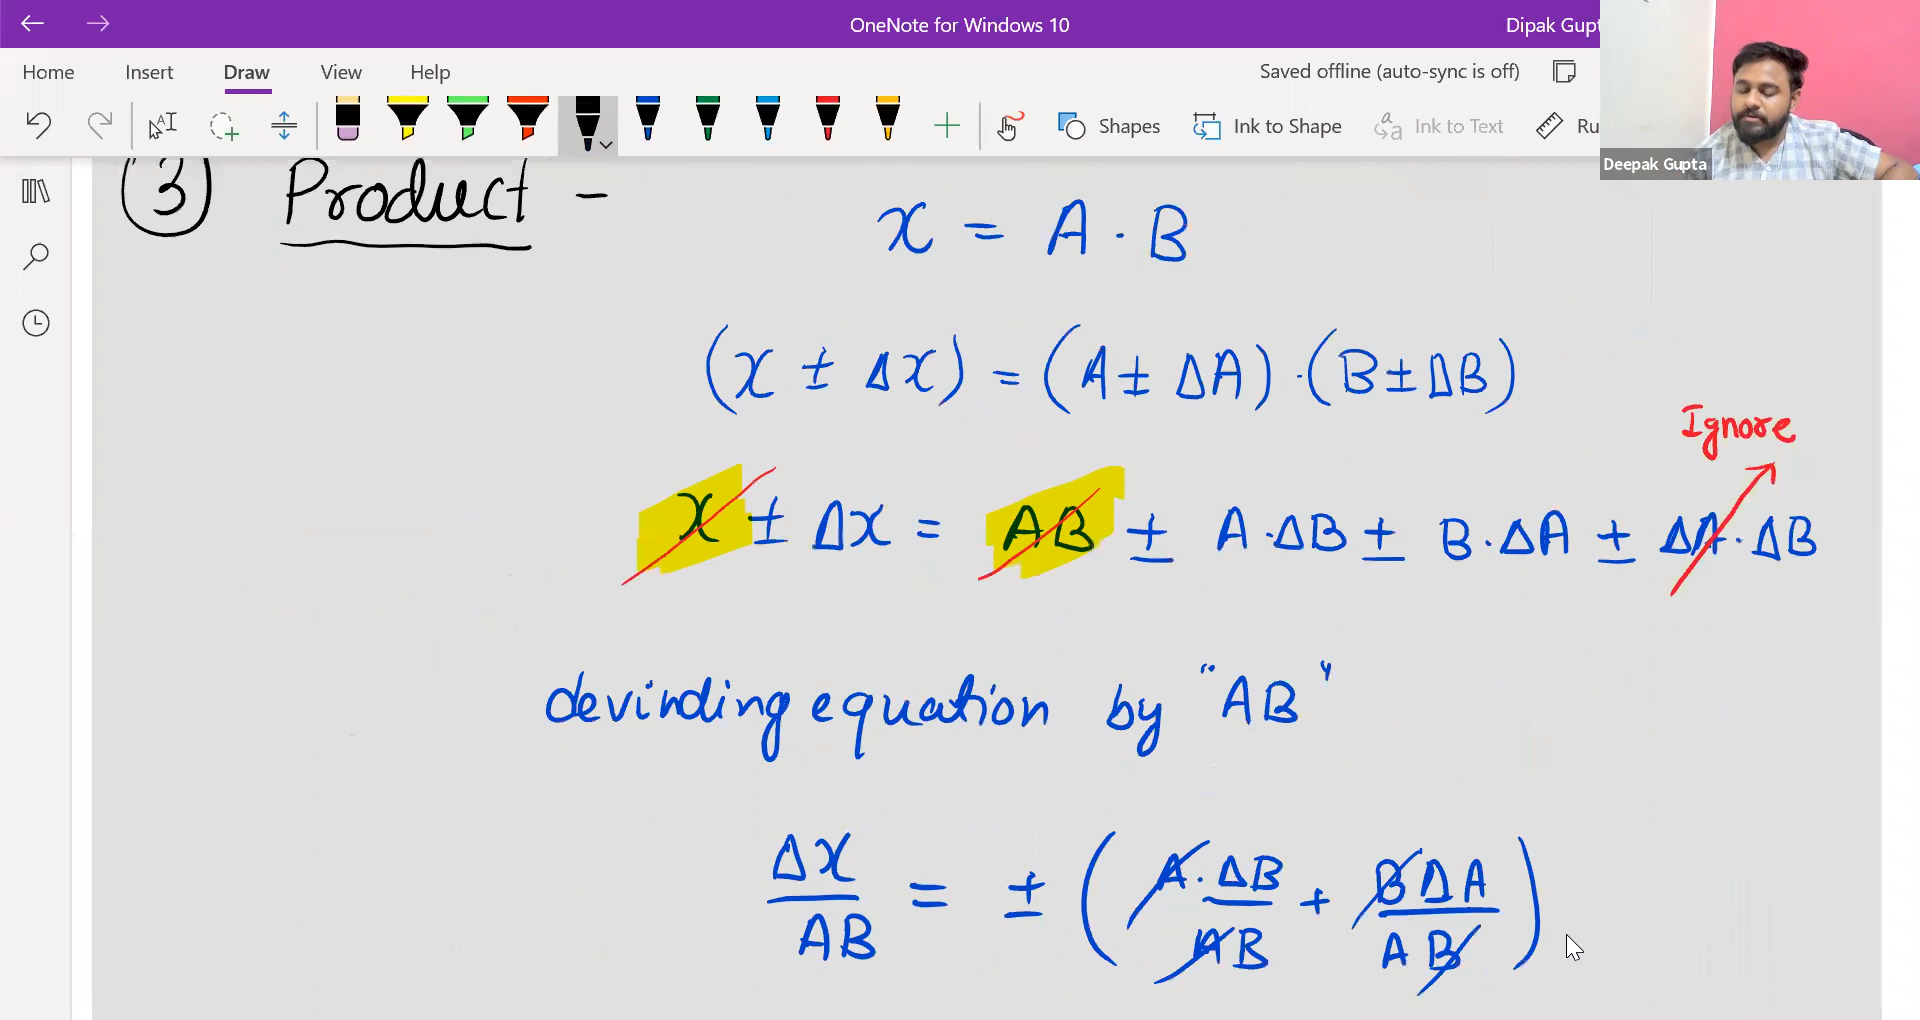 OneNote for Windows 10
Dipak Gupt
Home Insert Draw View Help
Saved offline (auto-sync is off)
Shapes Ink to Shape Ink to Text Ru
Deepak Gupta
③ Product -
x = A · B
(x ± Δx) = (A ± ΔA) · (B ± ΔB)
Ignore
x ± Δx = AB ± A·ΔB ± B·ΔA ± ΔA·ΔB
devinding equation by "AB"
Δx/AB = ± (A·ΔB/AB + BΔA/AB)